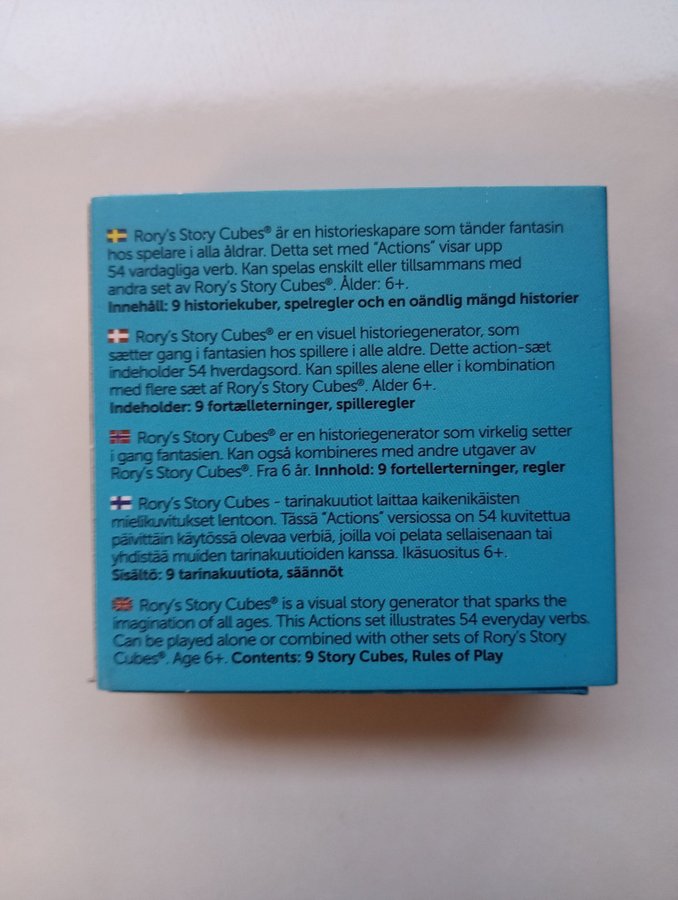 Rory's Story Cubes® är en historieskapare som tänder fantasin
hos spelare i alla åldrar. Detta set med "Actions" visar upp
54 vardagliga verb. Kan spelas enskilt eller tillsammans med
andra set av Rory's Story Cubes®. Ålder: 6+.
Innehåll: 9 historiekuber, spelregler och en oändlig mängd historier
Rory's Story Cubes® er en visuel historiegenerator, som
sætter gang i fantasien hos spillere i alle aldre. Dette action-sæt
indeholder 54 hverdagsord. Kan spilles alene eller i kombination
med flere sæt af Rory's Story Cubes®. Alder 6+.
Indeholder: 9 fortælleterninger, spilleregler
Rory's Story Cubes® er en historiegenerator som virkelig setter
i gang fantasien. Kan også kombineres med andre utgaver av
Rory's Story Cubes®. Fra 6 år. Innhold: 9 fortellerterninger, regler
Rory's Story Cubes - tarinakuutiot laittaa kaikenikäisten
mielikuvitukset lentoon. Tässä "Actions" versiossa on 54 kuvitettua
päivittäin käytössä olevaa verbiä, joilla voi pelata sellaisenaan tai
yhdistää muiden tarinakuutioiden kanssa. Ikäsuositus 6+.
Sisältö: 9 tarinakuutiota, säännöt
Rory's Story Cubes® is a visual story generator that sparks the
imagination of all ages. This Actions set illustrates 54 everyday verbs.
Can be played alone or combined with other sets of Rory's Story
Cubes®. Age 6+. Contents: 9 Story Cubes, Rules of Play